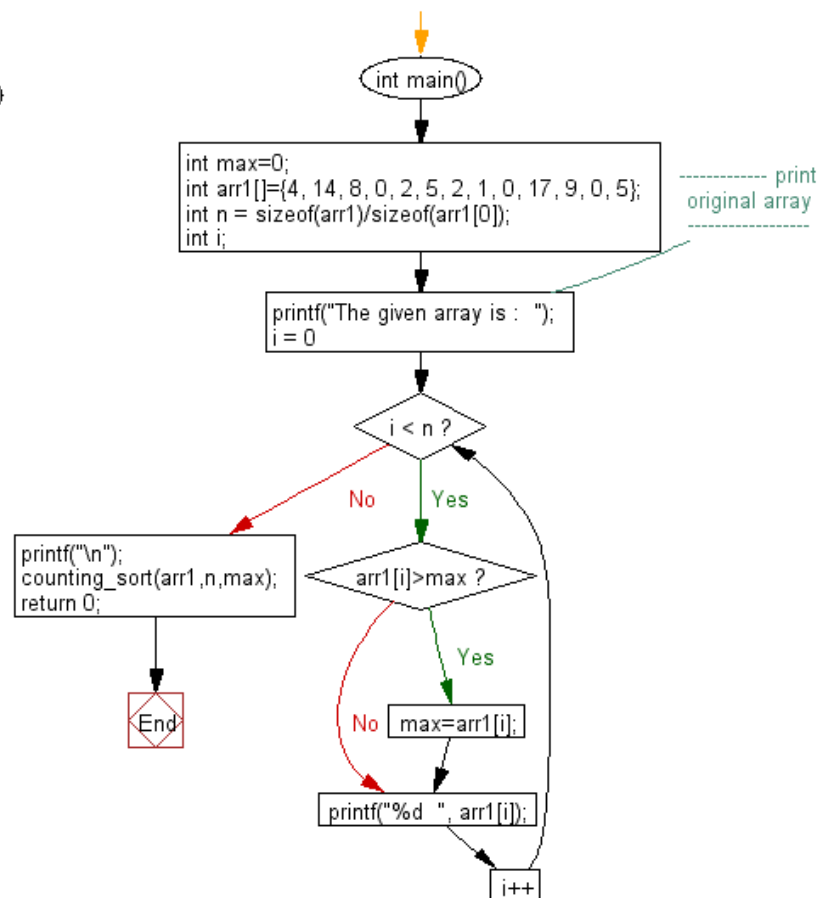 )
int main()
int max=0;
int arr1[]={4, 14, 8, 0, 2, 5, 2, 1, 0, 17, 9, 0, 5};
int n = sizeof(arr1)/sizeof(arr1[0]);
int i;
------------ print
original array
-----------------
printf("The given array is :  ");
i = 0
i < n ?
No
Yes
printf("\n");
counting_sort(arr1,n,max);
return 0;
arr1[i]>max ?
Yes
End
No
max=arr1[i];
printf("%d  ", arr1[i]);
i++